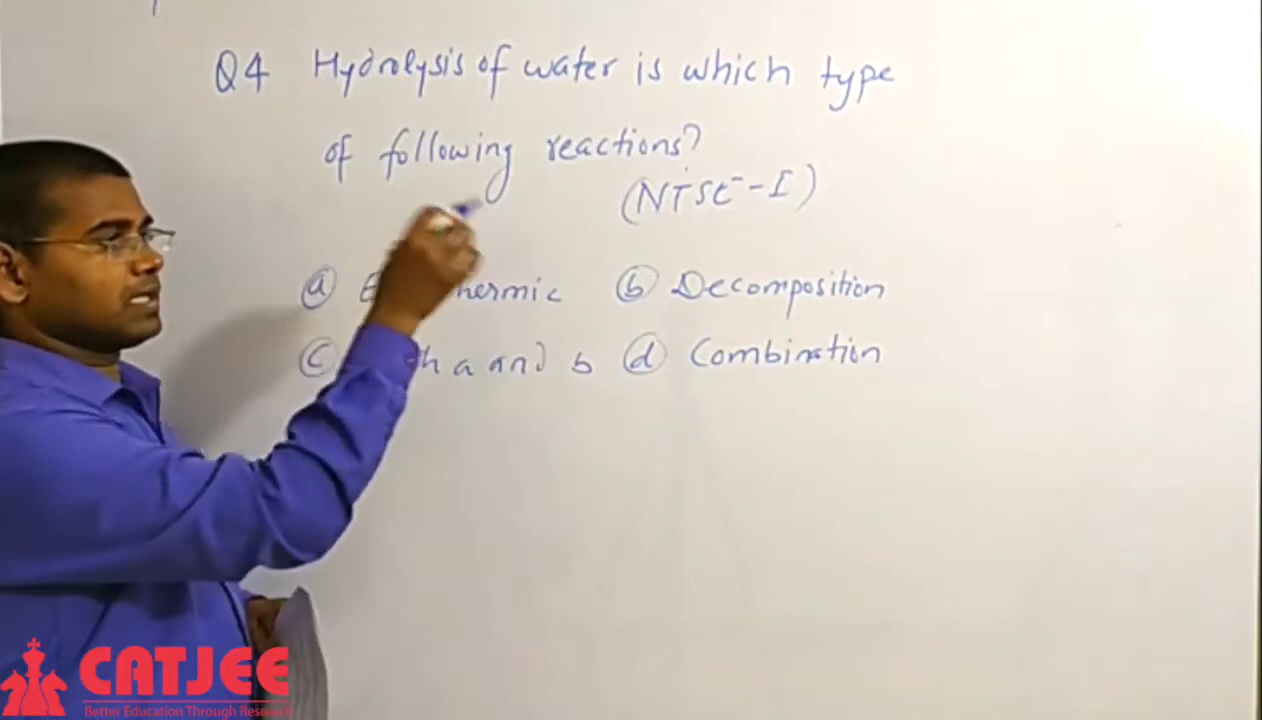 Q4 Hydrolysis of water is which type
of following reactions?
(NTSE-I)
(a) (b) Decomposition
(c) a and b (d) Combination
CATJEE
Better Education Through Research